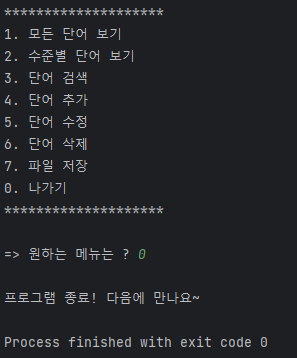 ********************
1. 모든 단어 보기
2. 수준별 단어 보기
3. 단어 검색
4. 단어 추가
5. 단어 수정
6. 단어 삭제
7. 파일 저장
0. 나가기
********************
=> 원하는 메뉴는 ? 0
프로그램 종료! 다음에 만나요~
Process finished with exit code 0